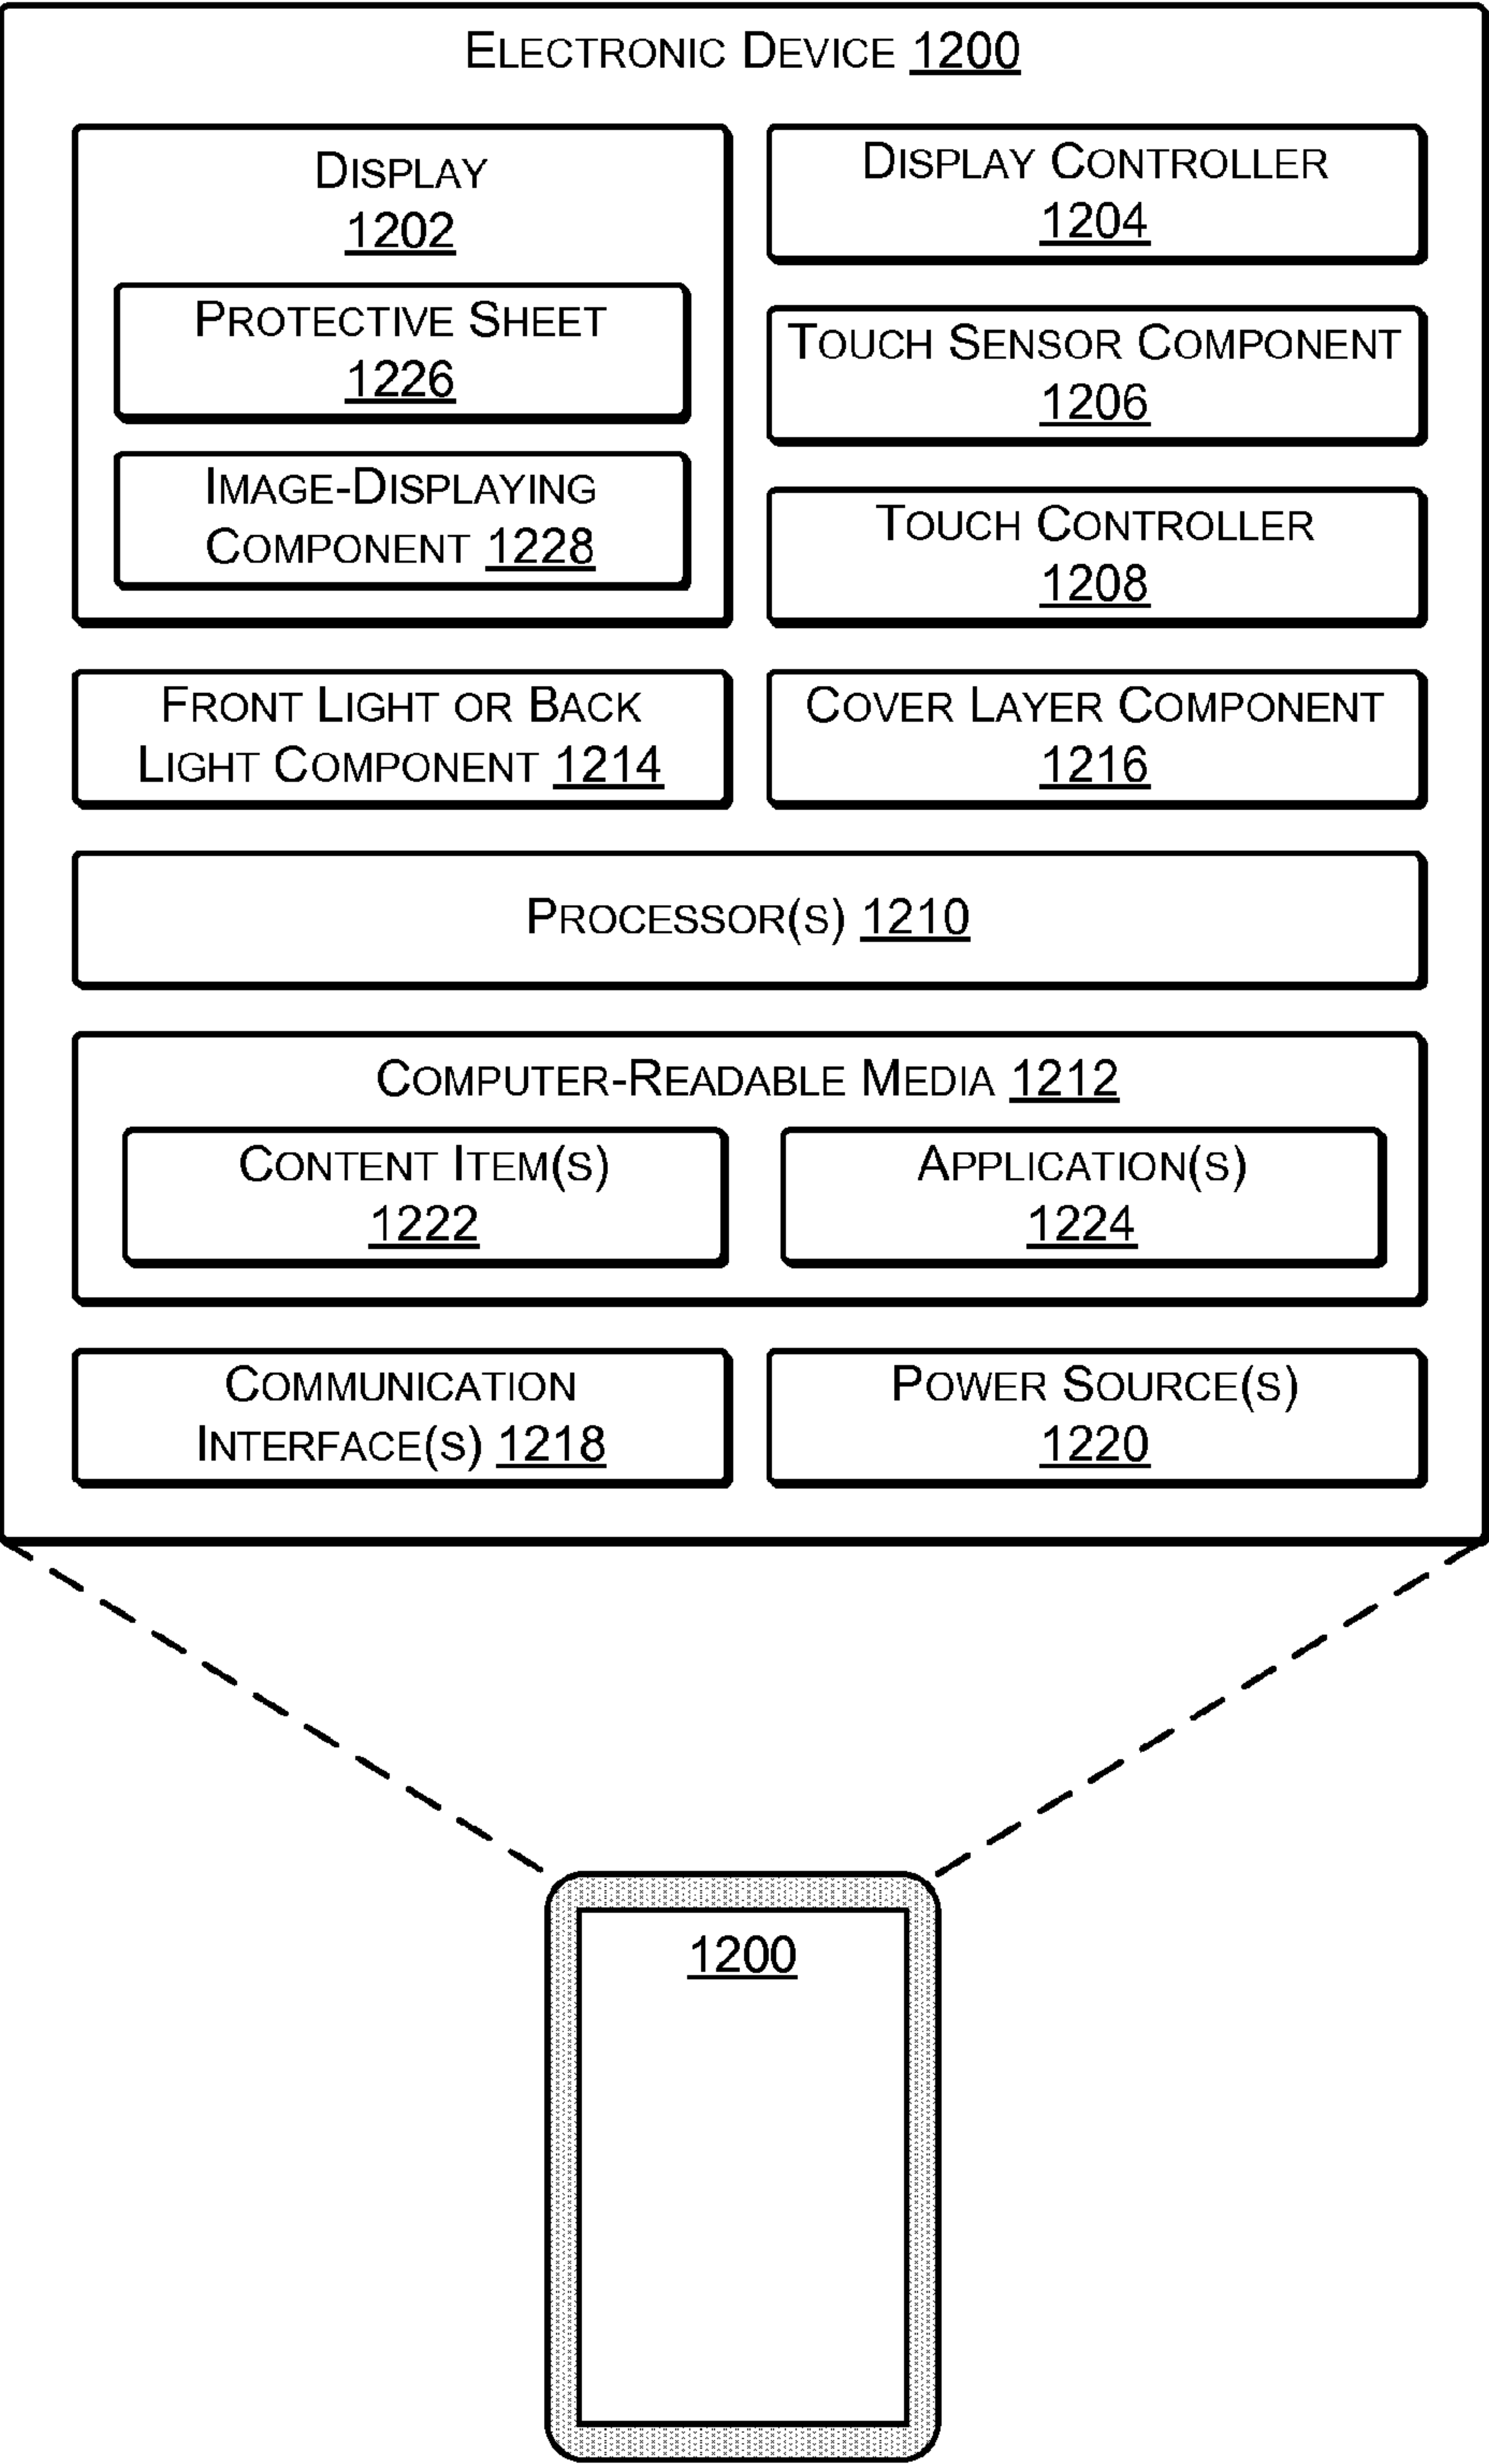 Electronic Device 1200
Display
1202
Protective Sheet
1226
Image-Displaying
Component 1228
Display Controller
1204
Touch Sensor Component
1206
Touch Controller
1208
Front Light or Back
Light Component 1214
Cover Layer Component
1216
Processor(s) 1210
Computer-Readable Media 1212
Content Item(s)
1222
Application(s)
1224
Communication
Interface(s) 1218
Power Source(s)
1220
1200